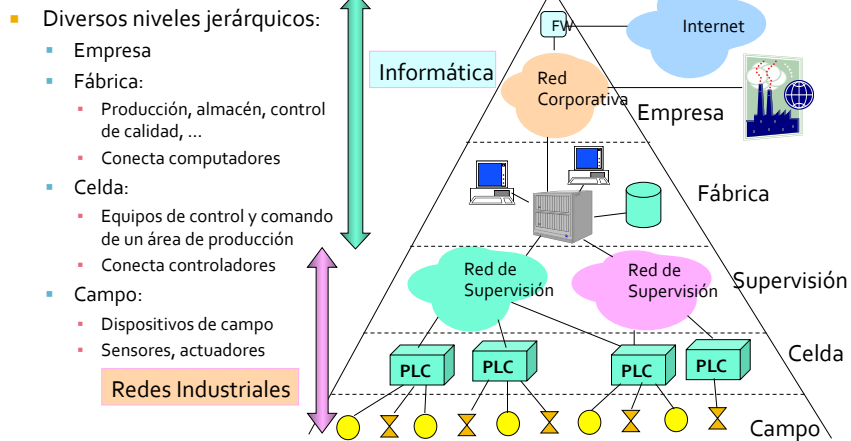 Diversos niveles jerárquicos:
Empresa
Fábrica:
Producción, almacén, control
de calidad, ...
Conecta computadores
Celda:
Equipos de control y comando
de un área de producción
Conecta controladores
Campo:
Dispositivos de campo
Sensores, actuadores
Redes Industriales
Informática
FW
Internet
Red
Corporativa
Empresa
Fábrica
Red de
Supervisión
Red de
Supervisión
Supervisión
PLC
PLC
PLC
PLC
Celda
Campo